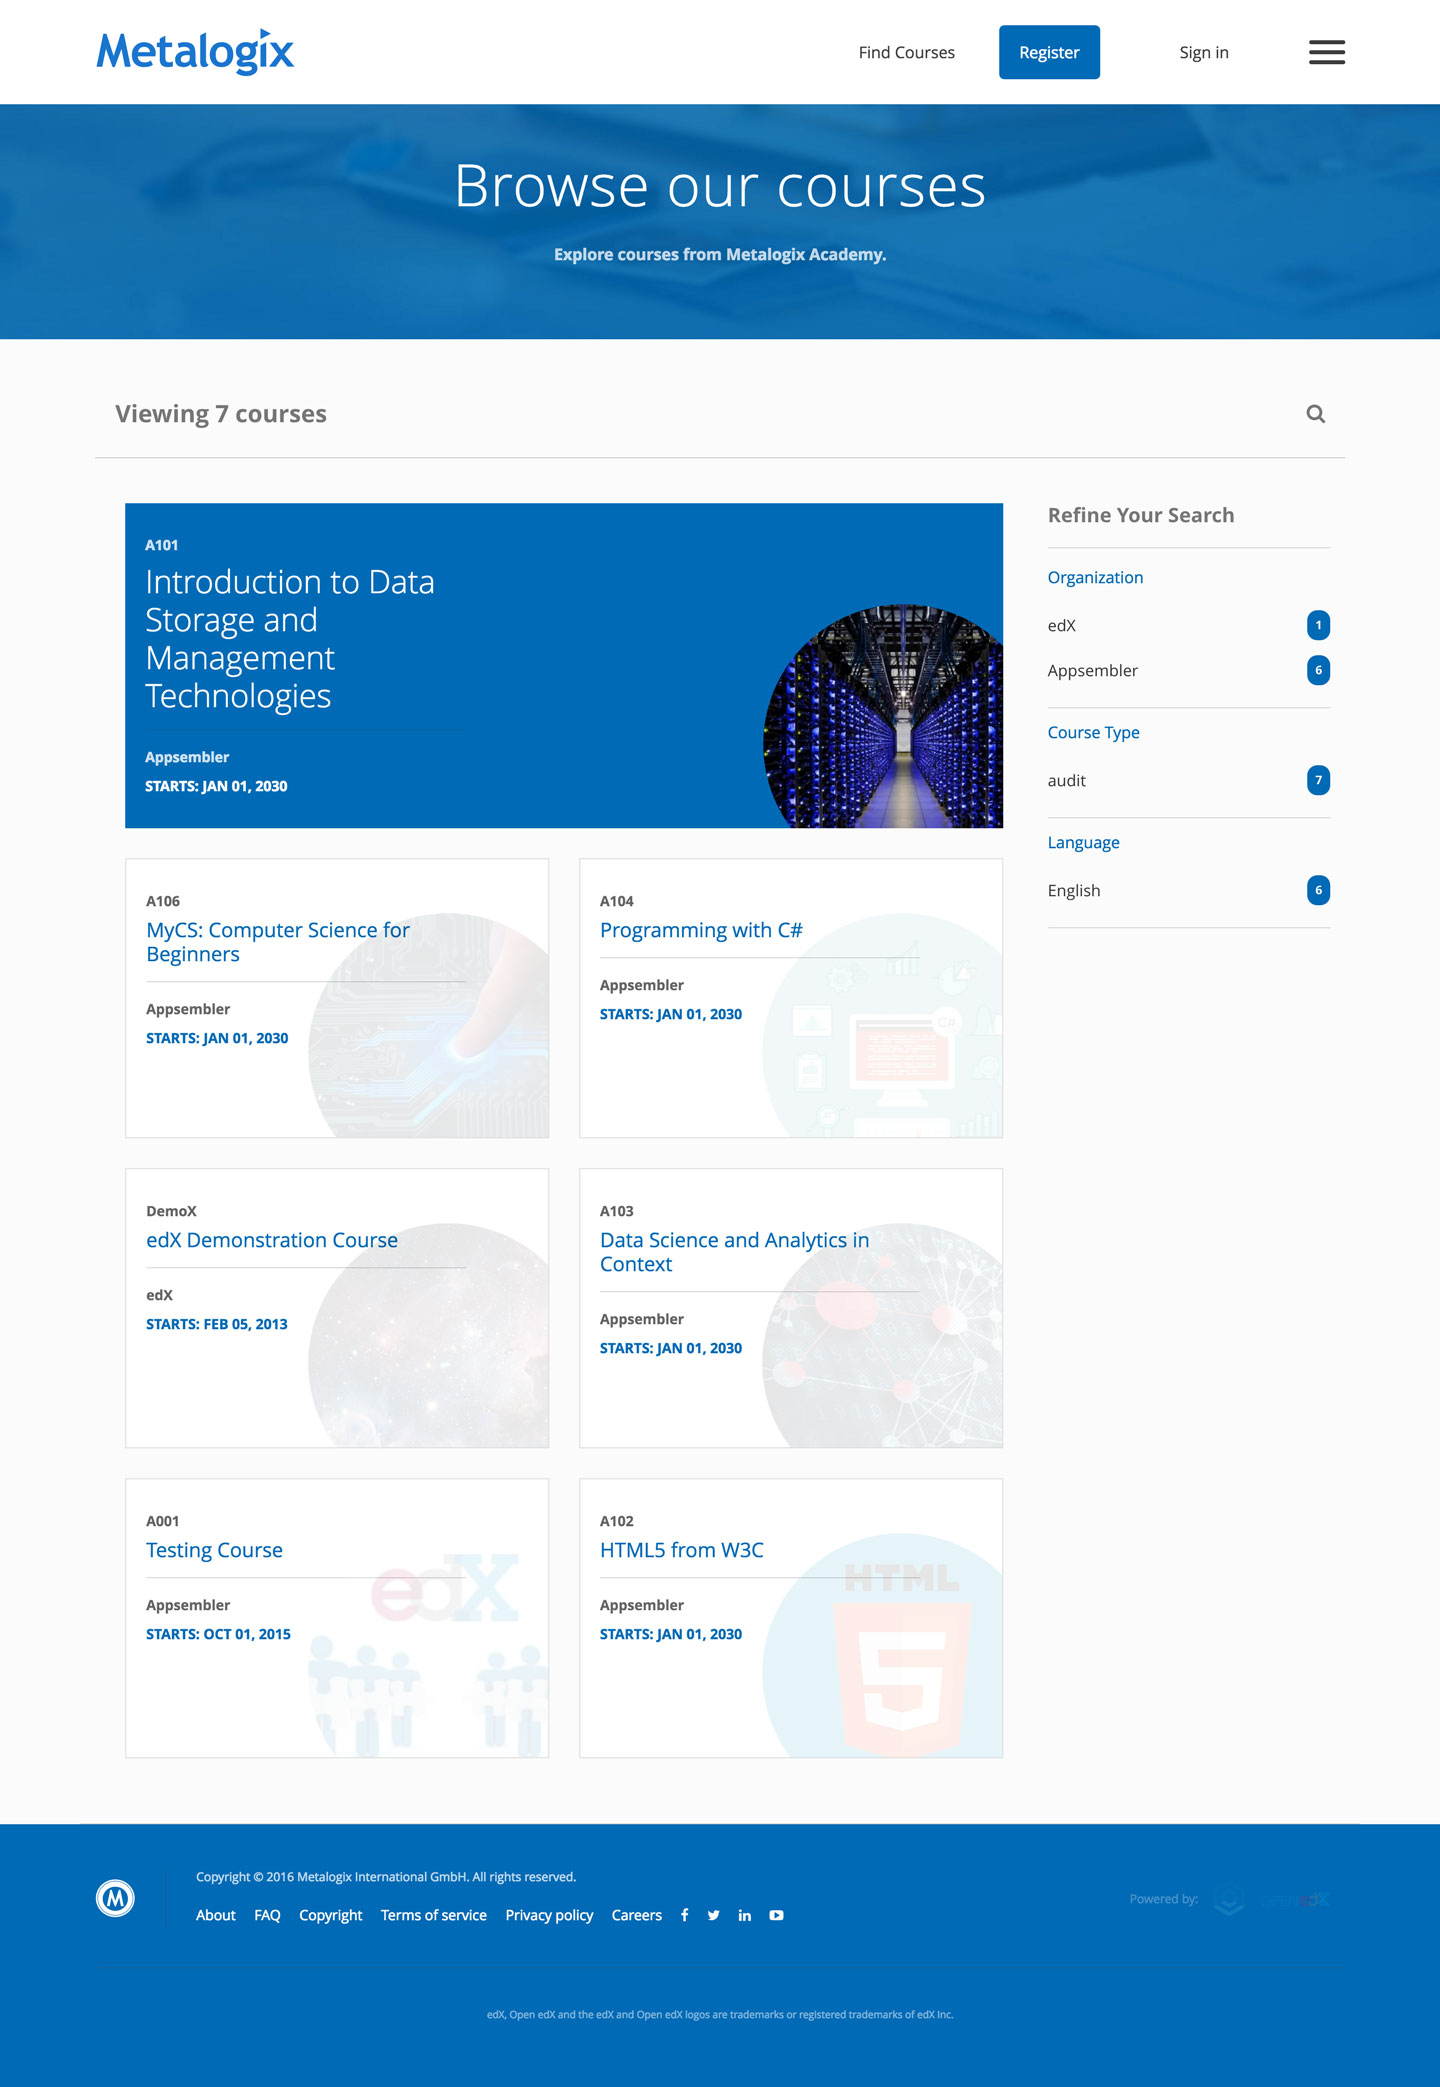 Metalogix
Find Courses
Register
Sign in
Browse our courses
Explore courses from Metalogix Academy.
Viewing 7 courses
A101
Introduction to Data
Storage and
Management
Technologies
Appsembler
STARTS: JAN 01, 2030
Refine Your Search
Organization
edX 1
Appsembler 6
Course Type
audit 7
Language
English 6
A106
MyCS: Computer Science for
Beginners
Appsembler
STARTS: JAN 01, 2030
A104
Programming with C#
Appsembler
STARTS: JAN 01, 2030
C#
DemoX
edX Demonstration Course
edX
STARTS: FEB 05, 2013
A103
Data Science and Analytics in
Context
Appsembler
STARTS: JAN 01, 2030
A001
Testing Course
Appsembler
STARTS: OCT 01, 2015
edX
A102
HTML5 from W3C
Appsembler
STARTS: JAN 01, 2030
HTML
5
M
Copyright © 2016 Metalogix International GmbH. All rights reserved.
About FAQ Copyright Terms of service Privacy policy Careers
Powered by:
OPEN edX
edX, Open edX and the edX and Open edX logos are trademarks or registered trademarks of edX Inc.